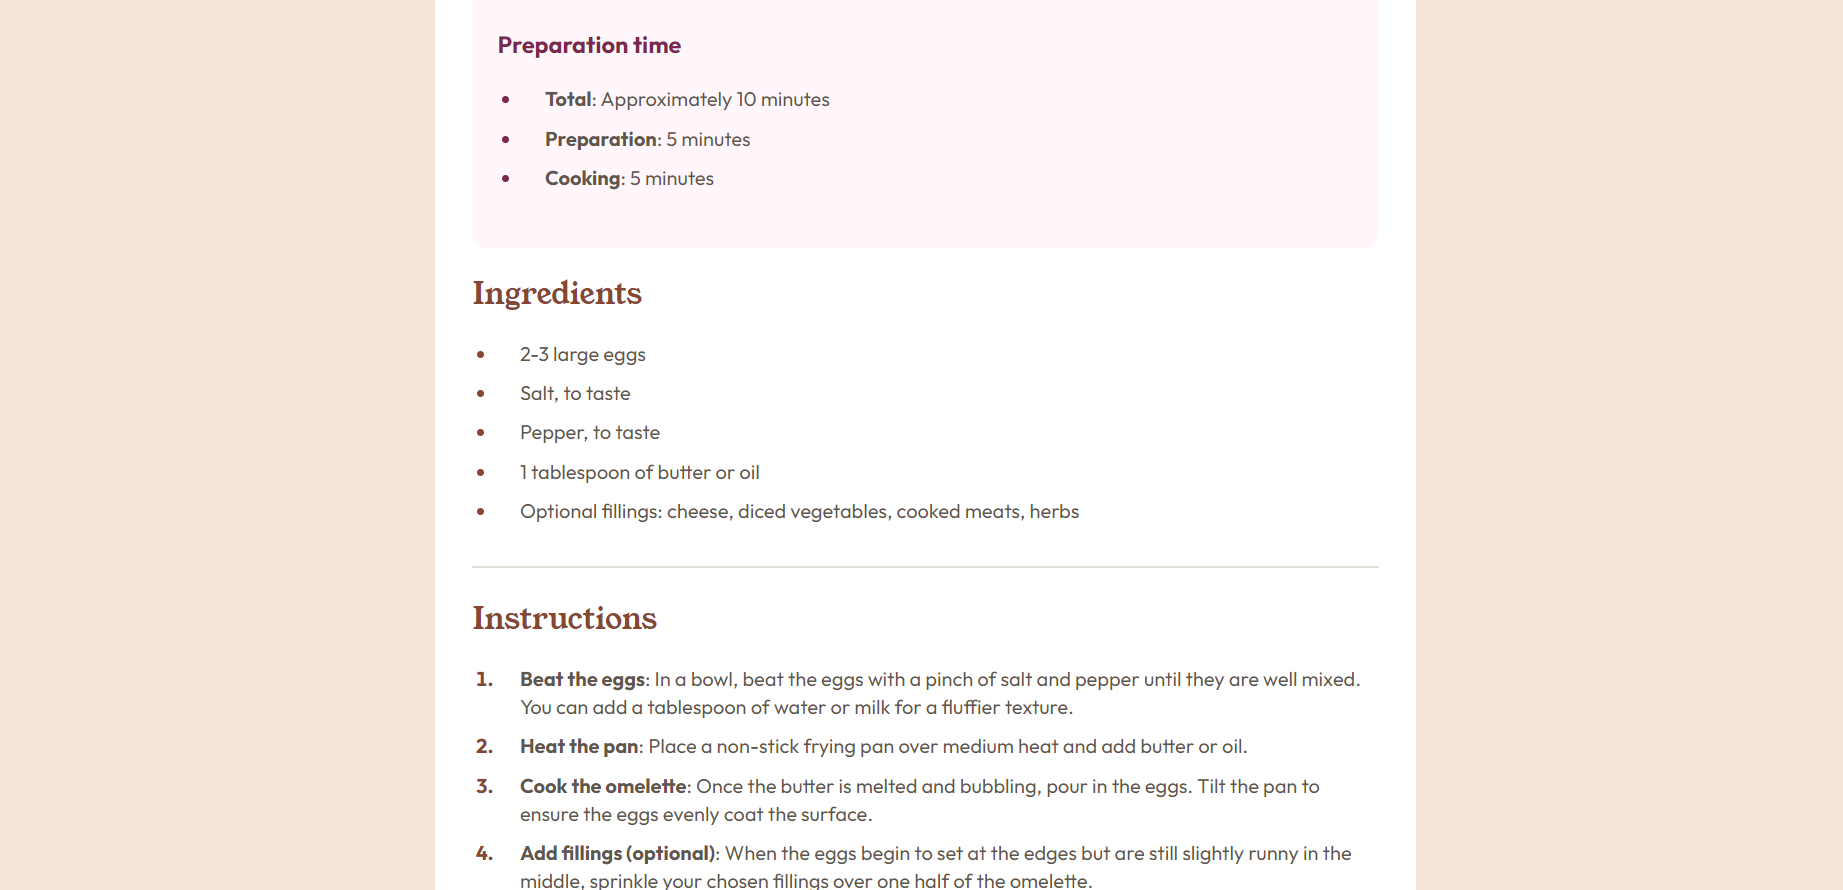 Preparation time
• Total: Approximately 10 minutes
• Preparation: 5 minutes
• Cooking: 5 minutes
Ingredients
• 2-3 large eggs
• Salt, to taste
• Pepper, to taste
• 1 tablespoon of butter or oil
• Optional fillings: cheese, diced vegetables, cooked meats, herbs
Instructions
1. Beat the eggs: In a bowl, beat the eggs with a pinch of salt and pepper until they are well mixed.
You can add a tablespoon of water or milk for a fluffier texture.
2. Heat the pan: Place a non-stick frying pan over medium heat and add butter or oil.
3. Cook the omelette: Once the butter is melted and bubbling, pour in the eggs. Tilt the pan to
ensure the eggs evenly coat the surface.
4. Add fillings (optional): When the eggs begin to set at the edges but are still slightly runny in the
middle, sprinkle your chosen fillings over one half of the omelette.